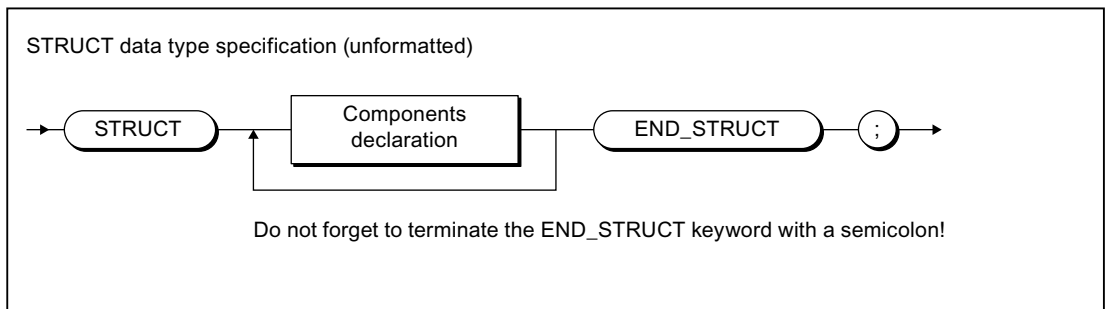 STRUCT data type specification (unformatted)
STRUCT
Components
declaration
END_STRUCT
;
Do not forget to terminate the END_STRUCT keyword with a semicolon!